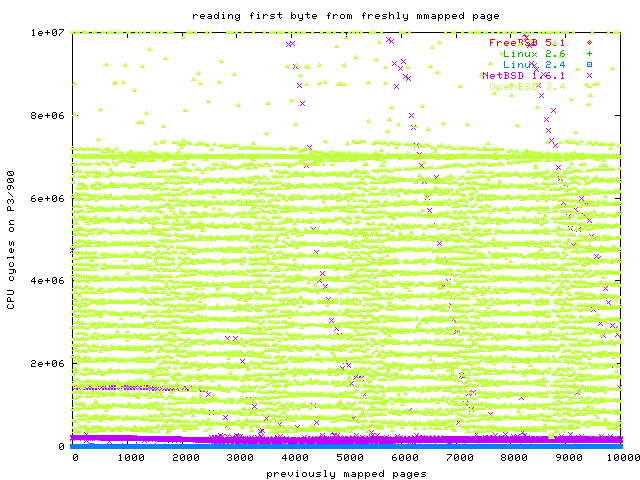 reading first byte from freshly mmapped page
1e+07
FreeBSD 5.1
Linux 2.6
Linux 2.4
NetBSD 1.6.1
OpenBSD 3.4
8e+06
6e+06
CPU cycles on P3/900
4e+06
2e+06
0
0 1000 2000 3000 4000 5000 6000 7000 8000 9000 10000
previously mapped pages